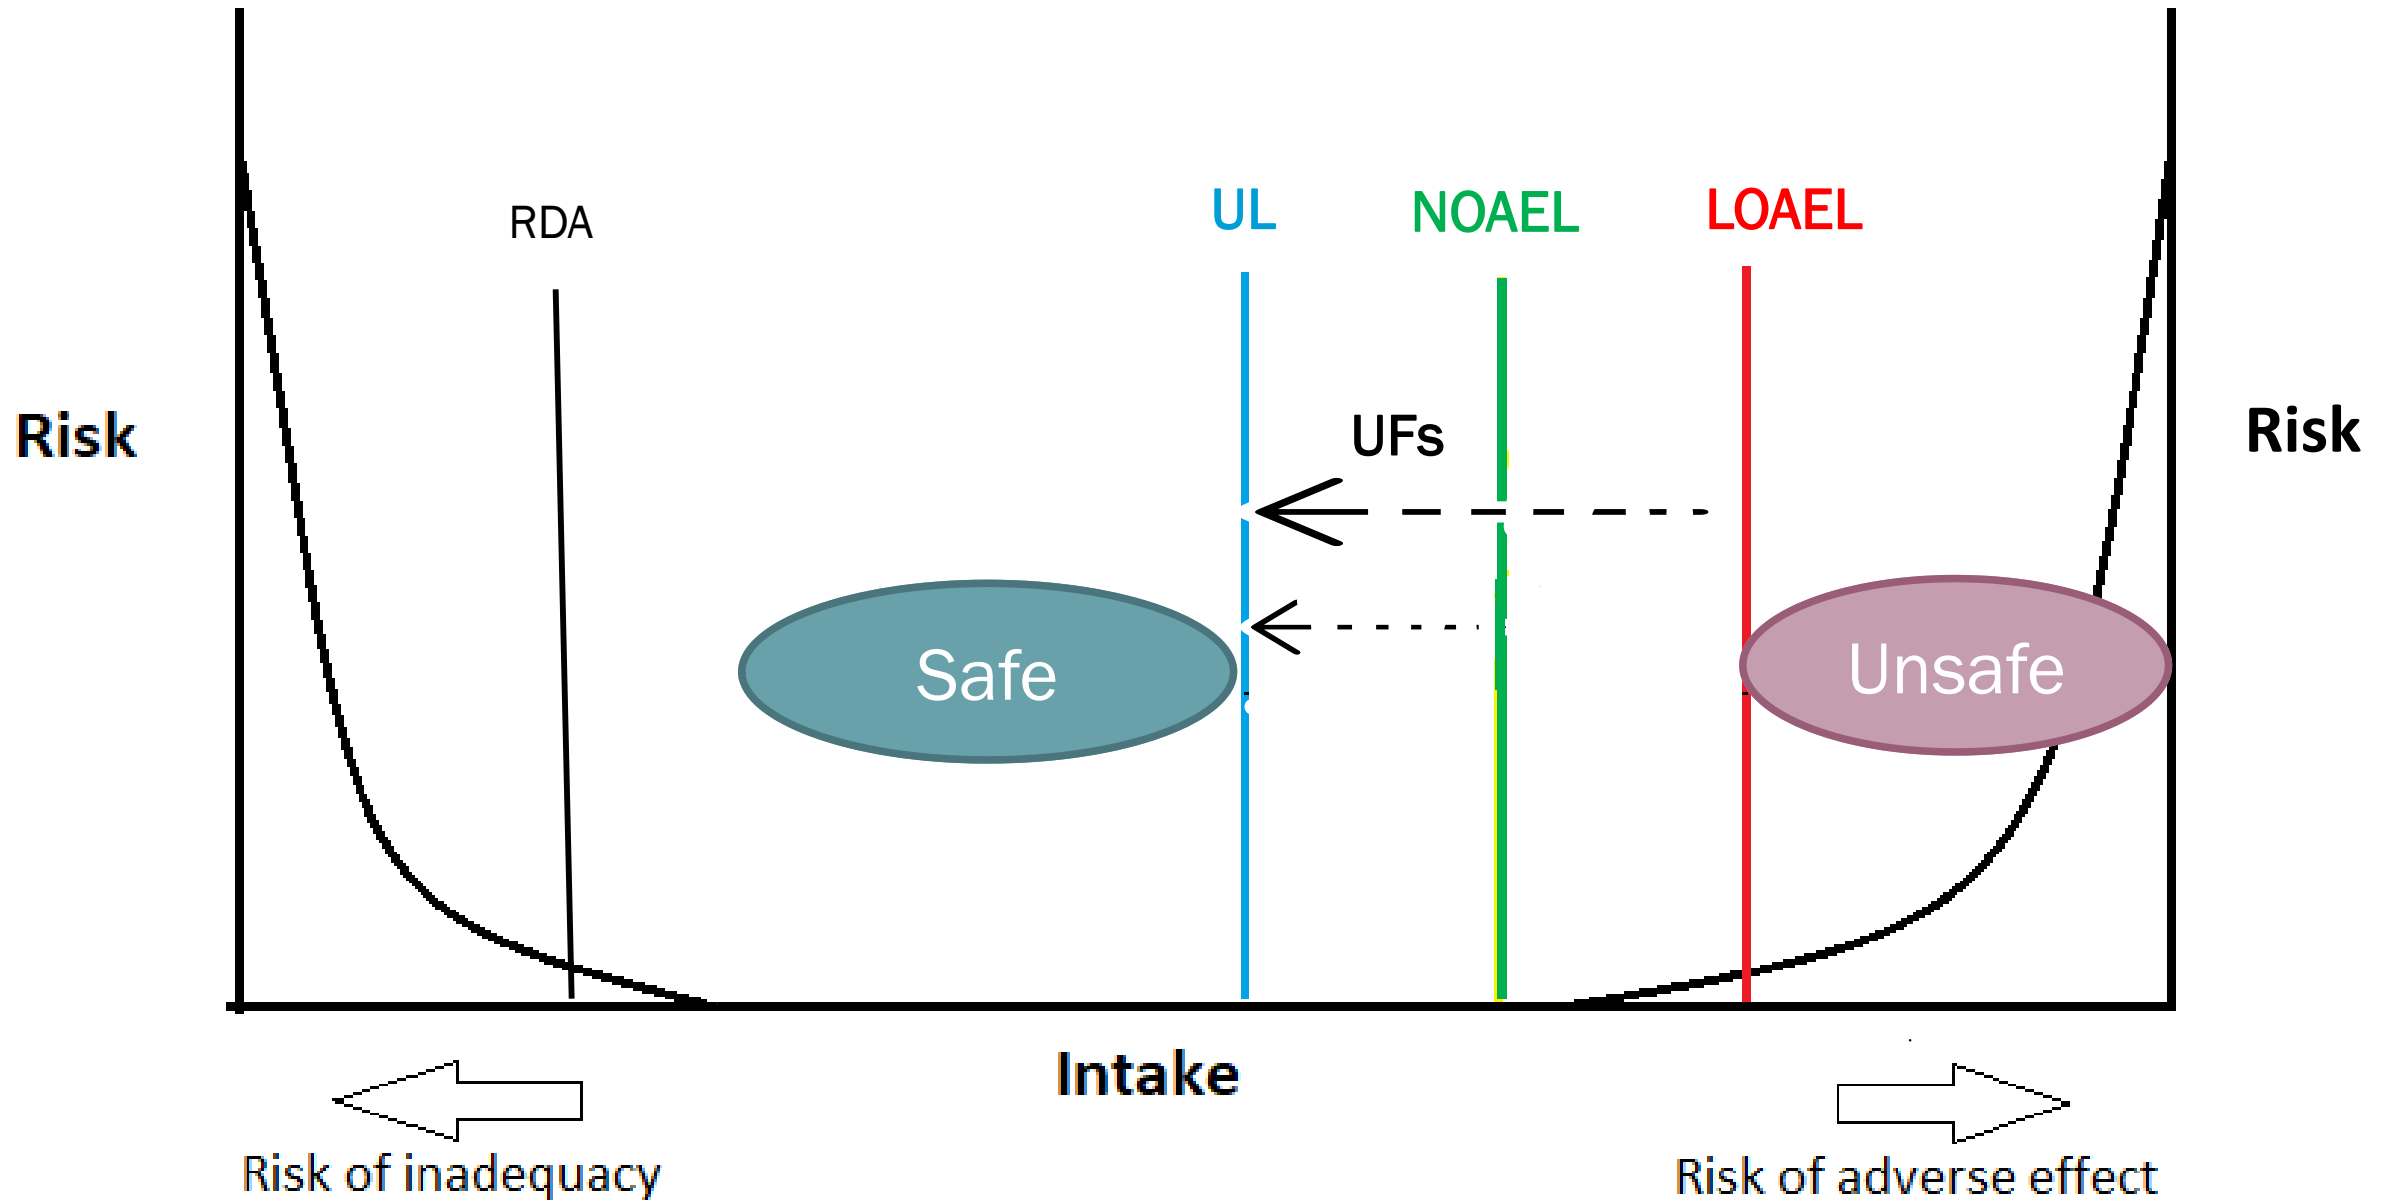 RDA
UL
NOAEL
LOAEL
Risk
UFs
Risk
Safe
Unsafe
Intake
Risk of inadequacy
Risk of adverse effect